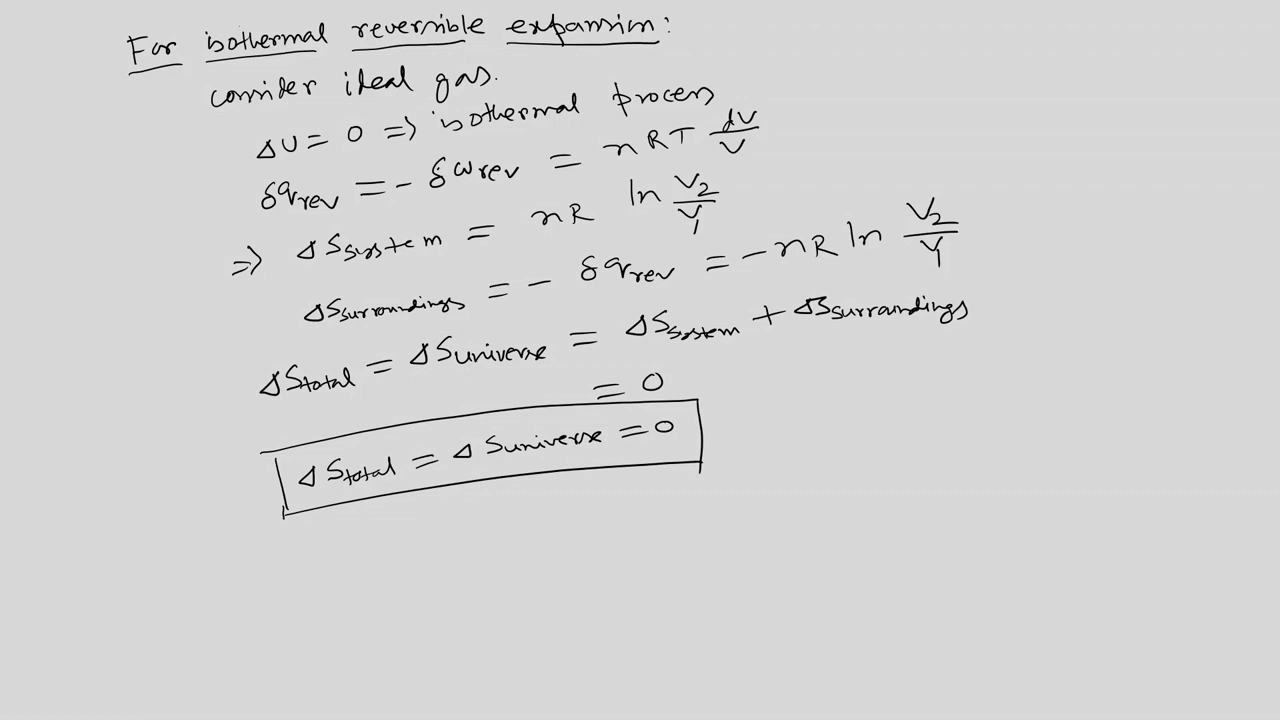 For isothermal reversible expansion:
consider ideal gas.
ΔU = 0 => isothermal process
δqrev = - δωrev = nRT dV/V
=> ΔSsystem = nR ln V2/V1
ΔSsurroundings = - δqrev = -nR ln V2/V1
ΔStotal = ΔSuniverse = ΔSsystem + ΔSsurroundings
= 0
ΔStotal = ΔSuniverse = 0